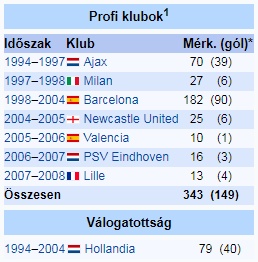 Profi klubok1
Időszak Klub Mérk. (gól)*
1994–1997 Ajax 70 (39)
1997–1998 Milan 27 (6)
1998–2004 Barcelona 182 (90)
2004–2005 Newcastle United 25 (6)
2005–2006 Valencia 10 (1)
2006–2007 PSV Eindhoven 16 (3)
2007–2008 Lille 13 (4)
Összesen 343 (149)
Válogatottság
1994–2004 Hollandia 79 (40)